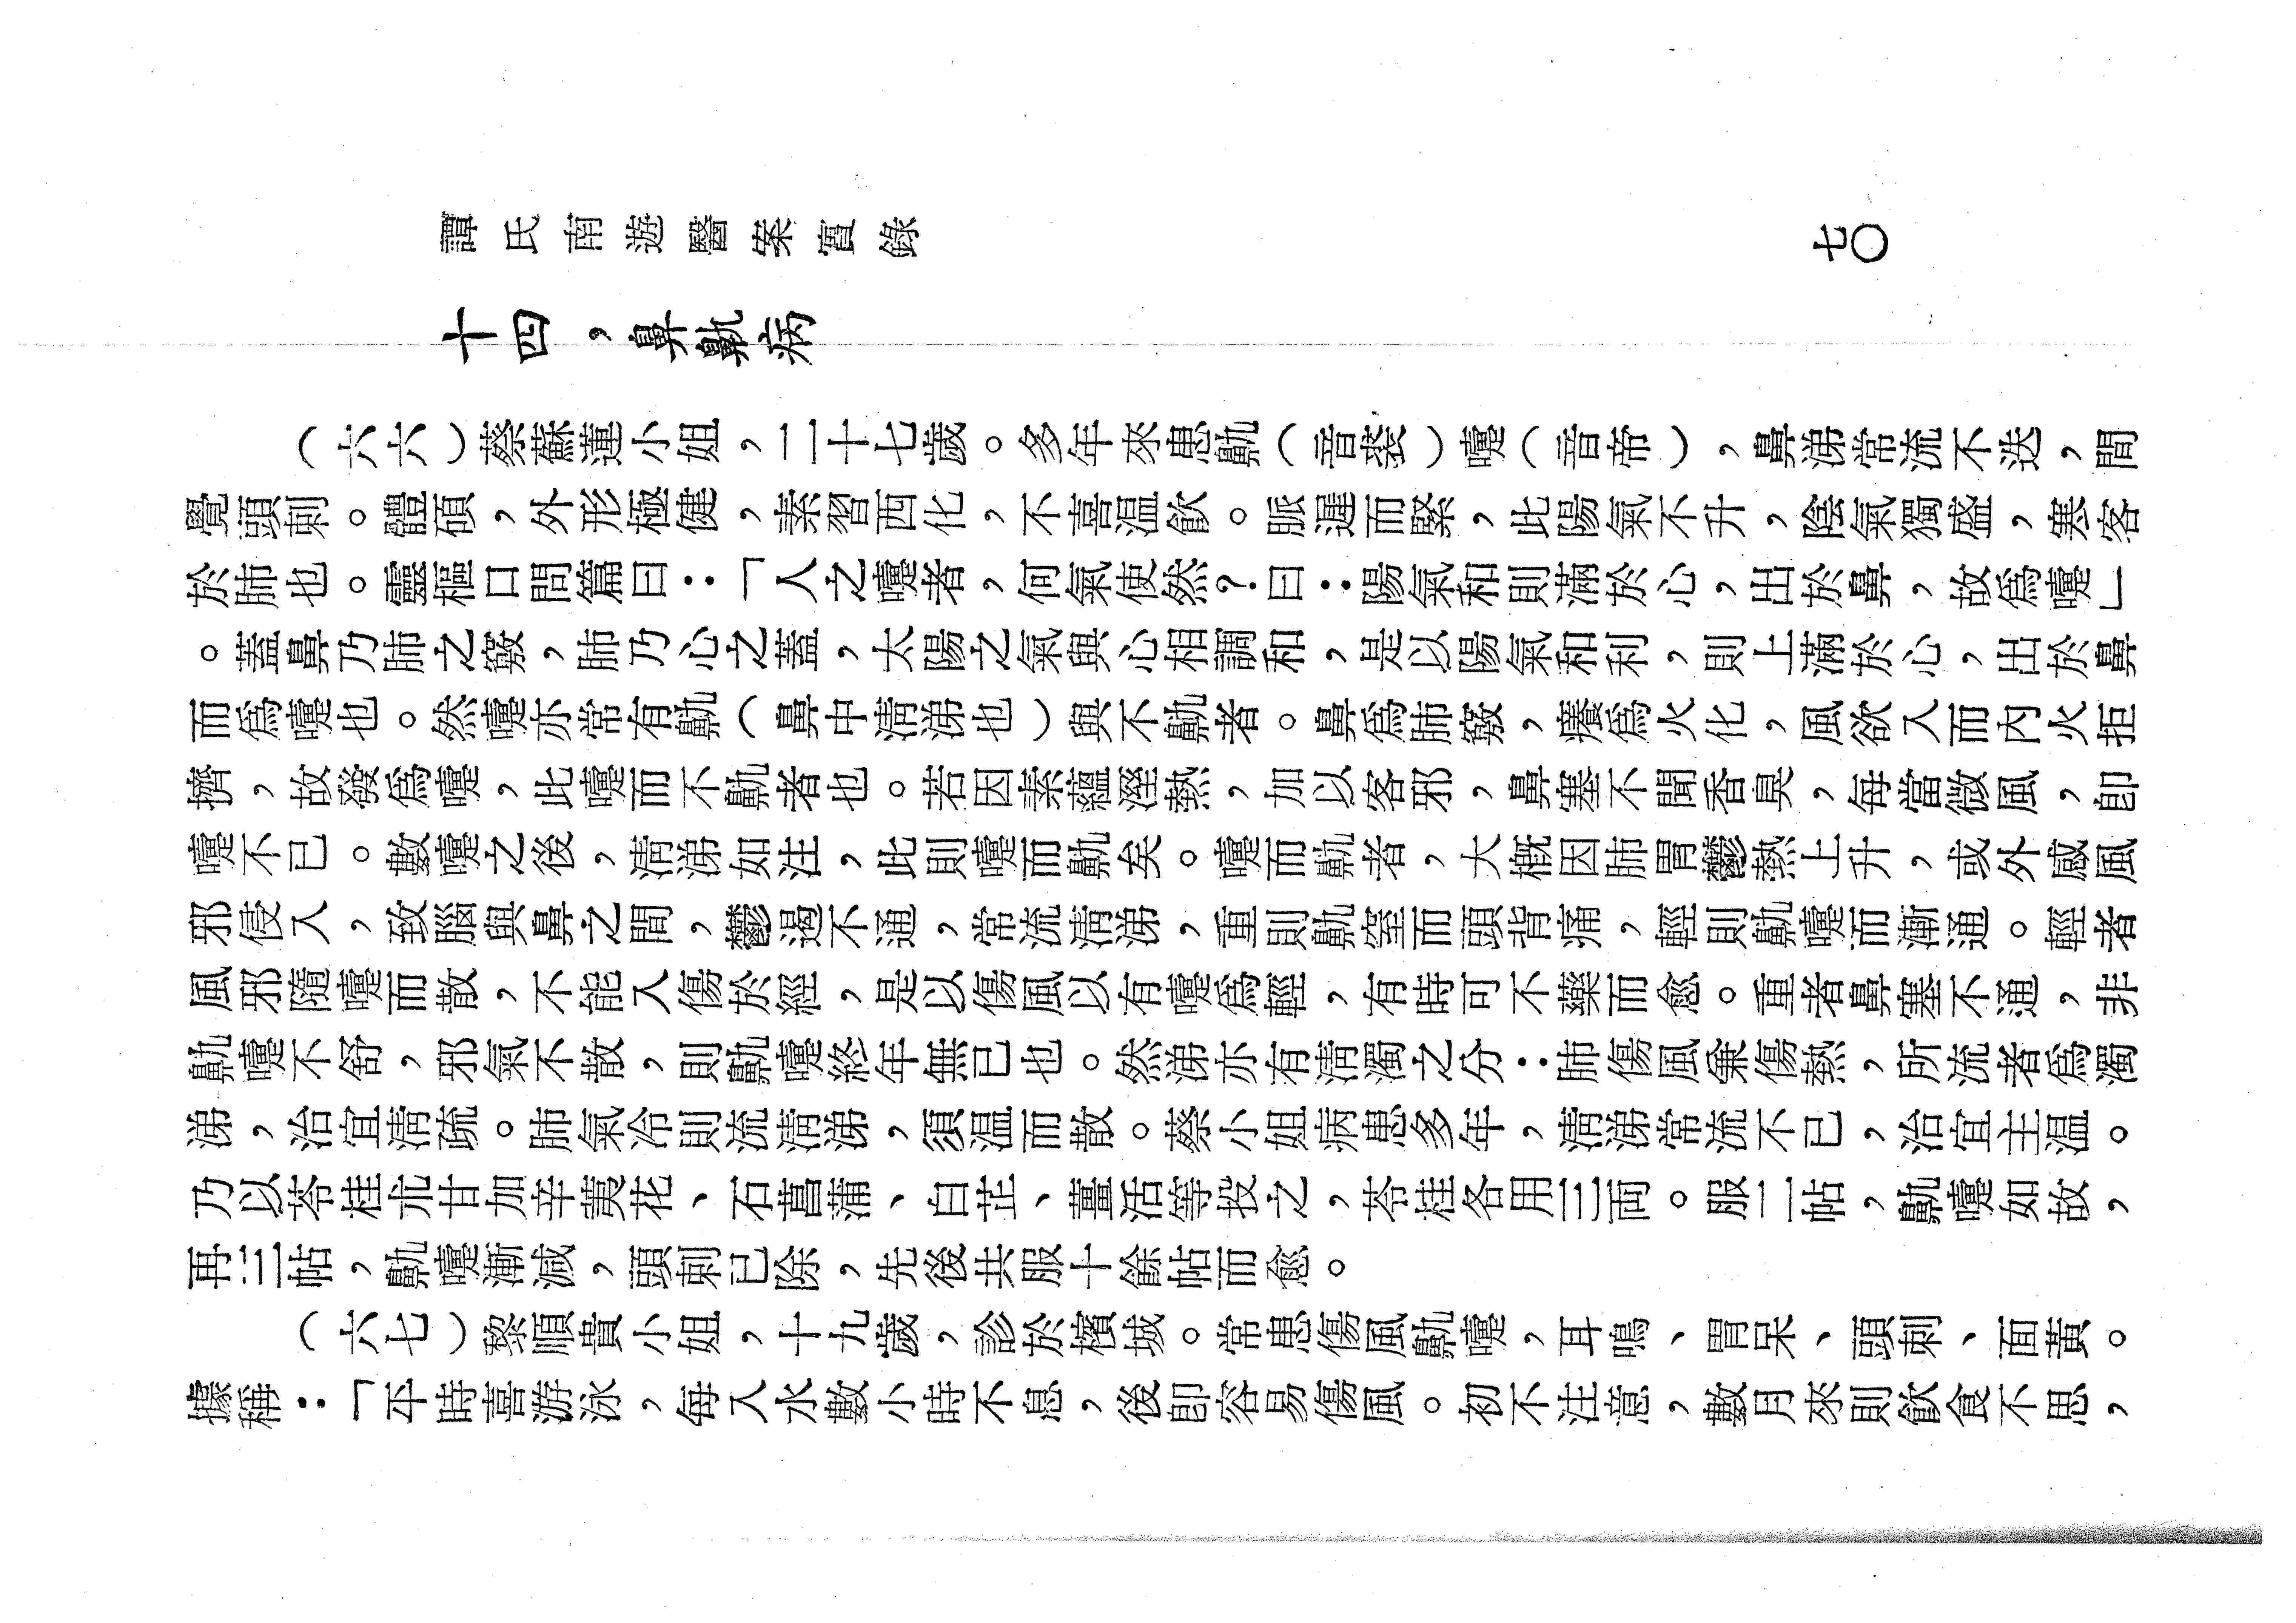 譚氏南遊醫案實錄
七〇
十四，鼻鼽病
（六六）蔡蘇蓮小姐，二十七歲。多年來患鼽（音裘）嚏（音帝），鼻涕常流不迭，間
覺頭刺。體碩，外形極健，素習西化，不喜溫飲。脈遲而緊，此陽氣不升，陰氣獨盛，寒客
於肺也。靈樞口問篇曰：「人之嚏者，何氣使然？曰：陽氣和則滿於心，出於鼻，故爲嚏」
。蓋鼻乃肺之竅，肺乃心之蓋，太陽之氣與心相調和，是以陽氣和利，則上滿於心，出於鼻
而爲嚏也。然嚏亦常有鼽（鼻中淸涕也）與不鼽者。鼻爲肺竅，癢爲火化，風欲入而內火拒
擠，故發爲嚏，此嚏而不鼽者也。若因素蘊溼熱，加以客邪，鼻塞不聞香臭，每當微風，卽
嚏不已。數嚏之後，淸涕如注，此則嚏而鼽矣。嚏而鼽者，大概因肺胃鬱熱上升，或外感風
邪侵入，致腦與鼻之間，鬱遏不通，常流淸涕，重則鼽窒而頭背痛，輕則鼽嚏而漸通。輕者
風邪隨嚏而散，不能入傷於經，是以傷風以有嚏爲輕，有時可不藥而愈。重者鼻塞不通，非
鼽嚏不舒，邪氣不散，則鼽嚏終年無已也。然涕亦有淸濁之分：肺傷風兼傷熱，所流者爲濁
涕，治宜淸疏。肺氣冷則流淸涕，須溫而散。蔡小姐病患多年，淸涕常流不已，治宜主溫。
乃以苓桂朮甘加辛荑花、石菖蒲、白芷、薑活等投之，苓桂各用三両。服二帖，鼽嚏如故，
再三帖，鼽嚏漸減，頭刺已除，先後共服十餘帖而愈。
（六七）黎順貴小姐，十九歲，診於檳城。常患傷風鼽嚏，耳鳴、胃呆、頭刺、面黃。
據稱：「平時喜游泳，每入水數小時不息，後卽容易傷風。初不注意，數月來則飲食不思，